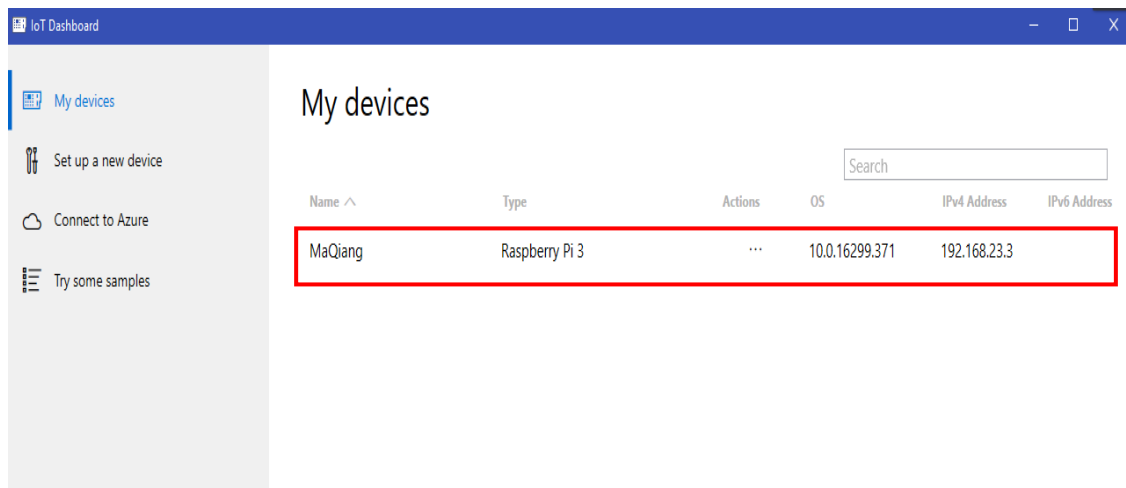 IoT Dashboard
My devices
Set up a new device
Connect to Azure
Try some samples
My devices
Search
Name Type Actions OS IPv4 Address IPv6 Address
MaQiang Raspberry Pi 3 ... 10.0.16299.371 192.168.23.3